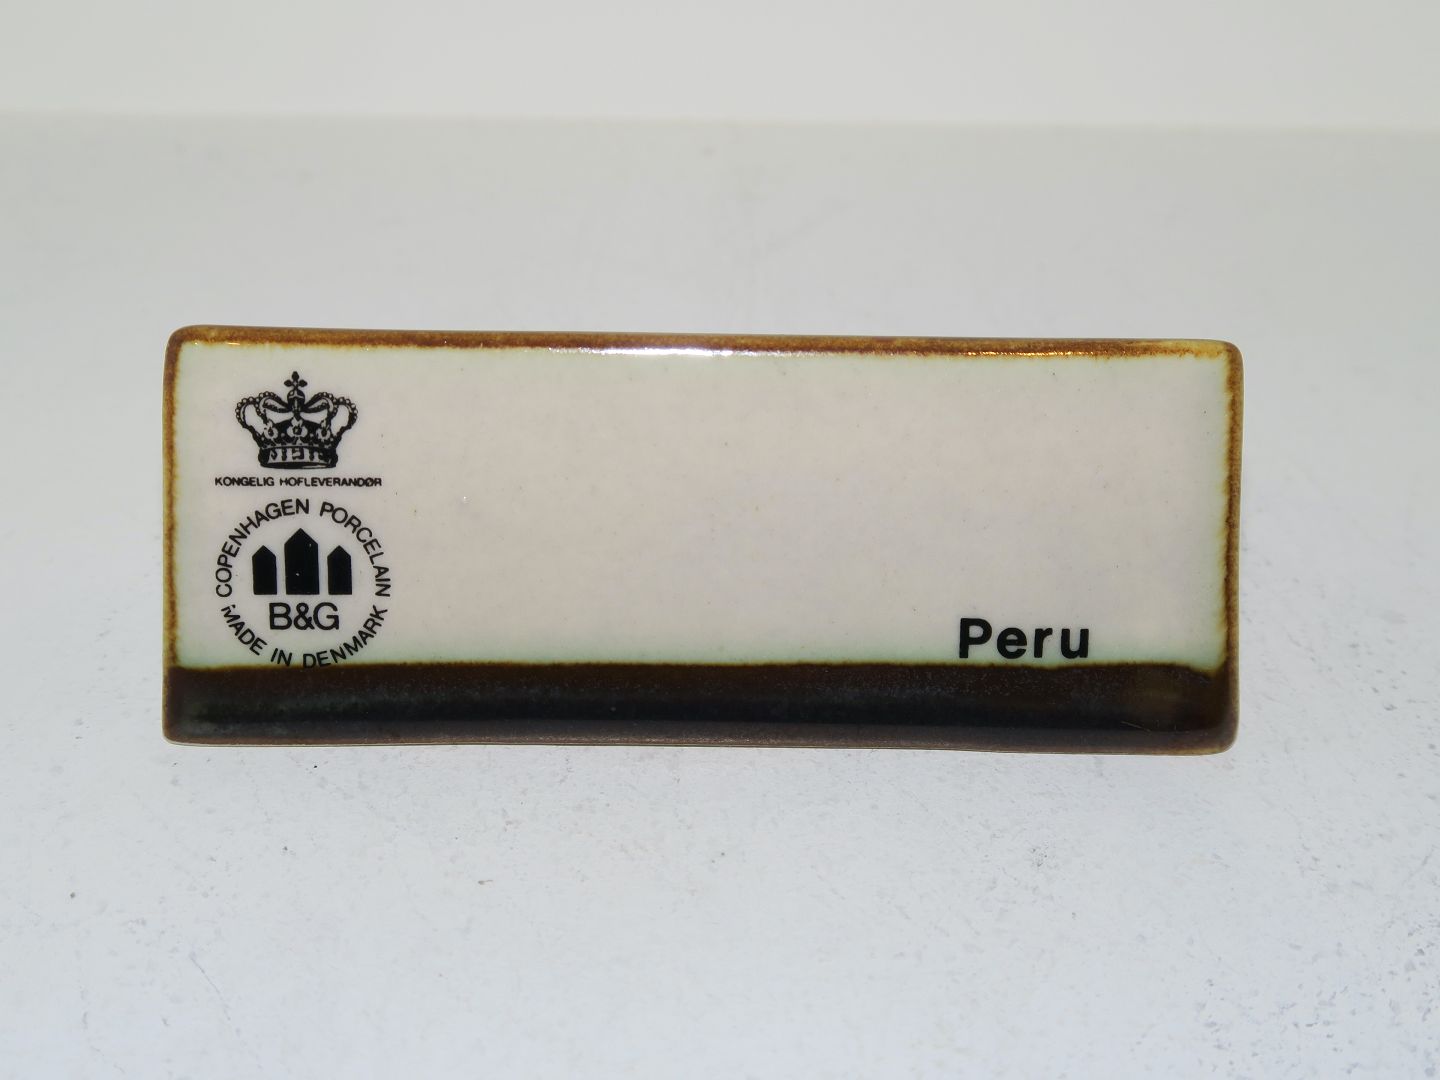 KONGELIG HOFLEVERANDØR
COPENHAGEN PORCELAIN
B&G
MADE IN DENMARK
Peru